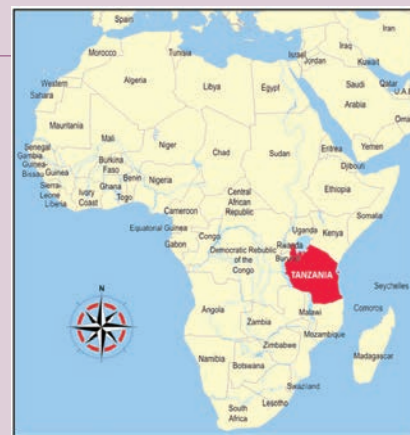 Spain
Iran
Morocco
Tunisia
Israel
Iraq
Jordan
Kuwait
Algeria
Libya
Egypt
Western
Sahara
Saudi
Arabia
Qatar
U.A.E
Oman
Mauritania
Mali
Niger
Chad
Sudan
Eritrea
Yemen
Senegal
Gambia
Guinea-
Bissau
Guinea
Burkina
Faso
Djibouti
Sierra-
Leone
Liberia
Ivory
Coast
Ghana
Togo
Benin
Nigeria
Central
African
Republic
Ethiopia
Somalia
Cameroon
Equatorial Guinea
Gabon
Congo
Democratic Republic
of the
Congo
Uganda
Kenya
Rwanda
TANZANIA
Seychelles
Comoros
Malawi
Angola
Zambia
Mozambique
Zimbabwe
Madagascar
Namibia
Botswana
Swaziland
South
Africa
Lesotho
N